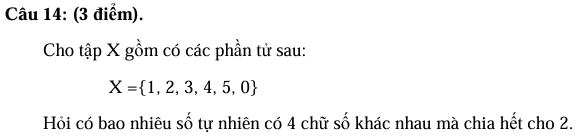 Câu 14: (3 điểm).
Cho tập X gồm có các phần tử sau:
X ={1, 2, 3, 4, 5, 0}
Hỏi có bao nhiêu số tự nhiên có 4 chữ số khác nhau mà chia hết cho 2.